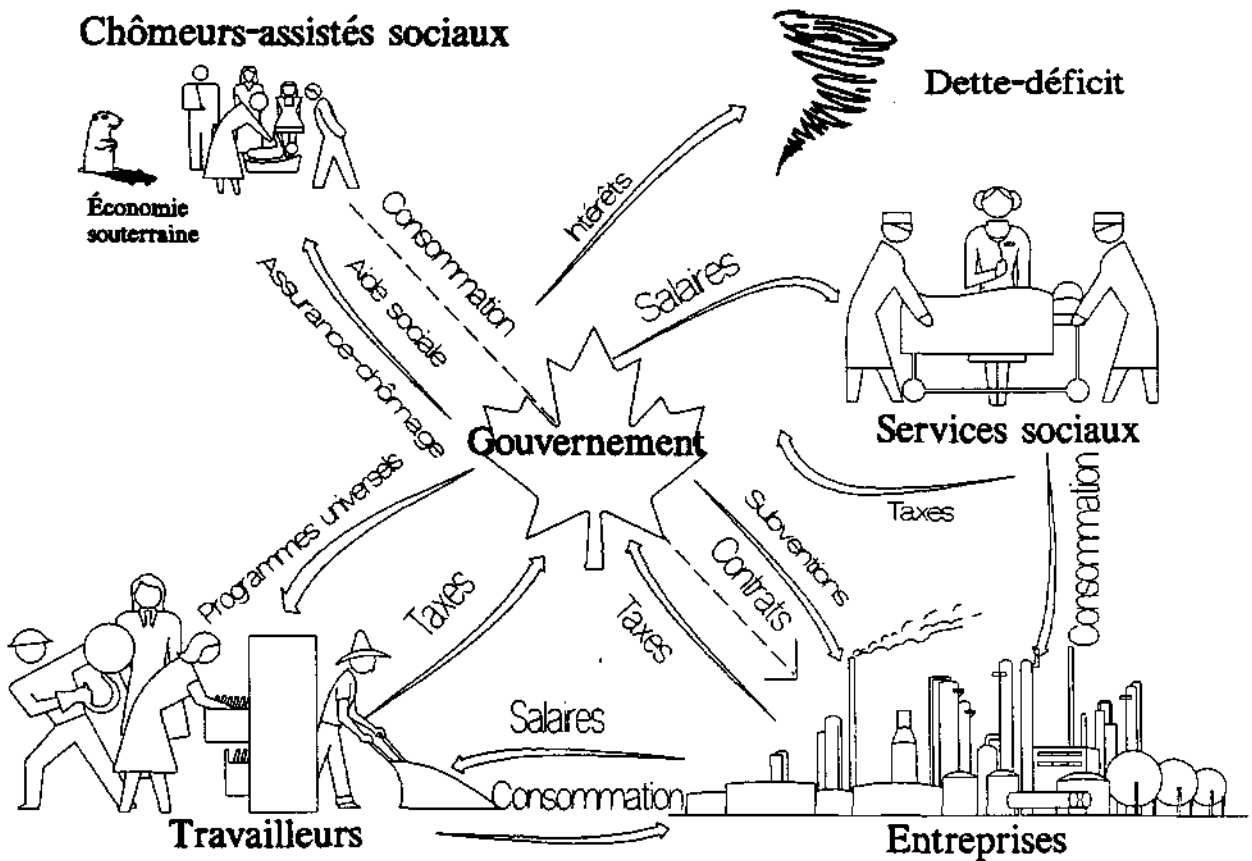 Chômeurs-assistés sociaux
Dette-déficit
Économie
souterraine
Consommation
Aide sociale
Assurance-chômage
Intérêts
Salaires
Gouvernement
Services sociaux
Programmes universels
Taxes
Taxes
Contrats
Subventions
Taxes
Consommation
Salaires
Consommation
Travailleurs
Entreprises